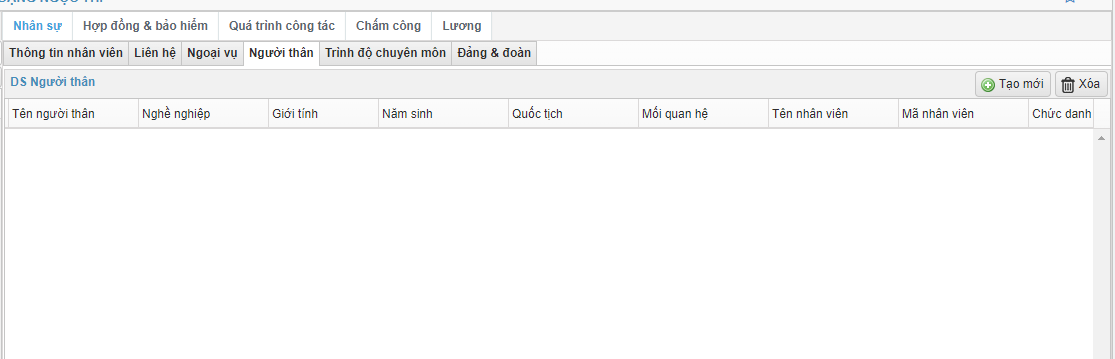 Nhân sự Hợp đồng & bảo hiểm Quá trình công tác Chấm công Lương
Thông tin nhân viên Liên hệ Ngoại vụ Người thân Trình độ chuyên môn Đảng & đoàn
DS Người thân Tạo mới Xóa
Tên người thân Nghề nghiệp Giới tính Năm sinh Quốc tịch Mối quan hệ Tên nhân viên Mã nhân viên Chức danh